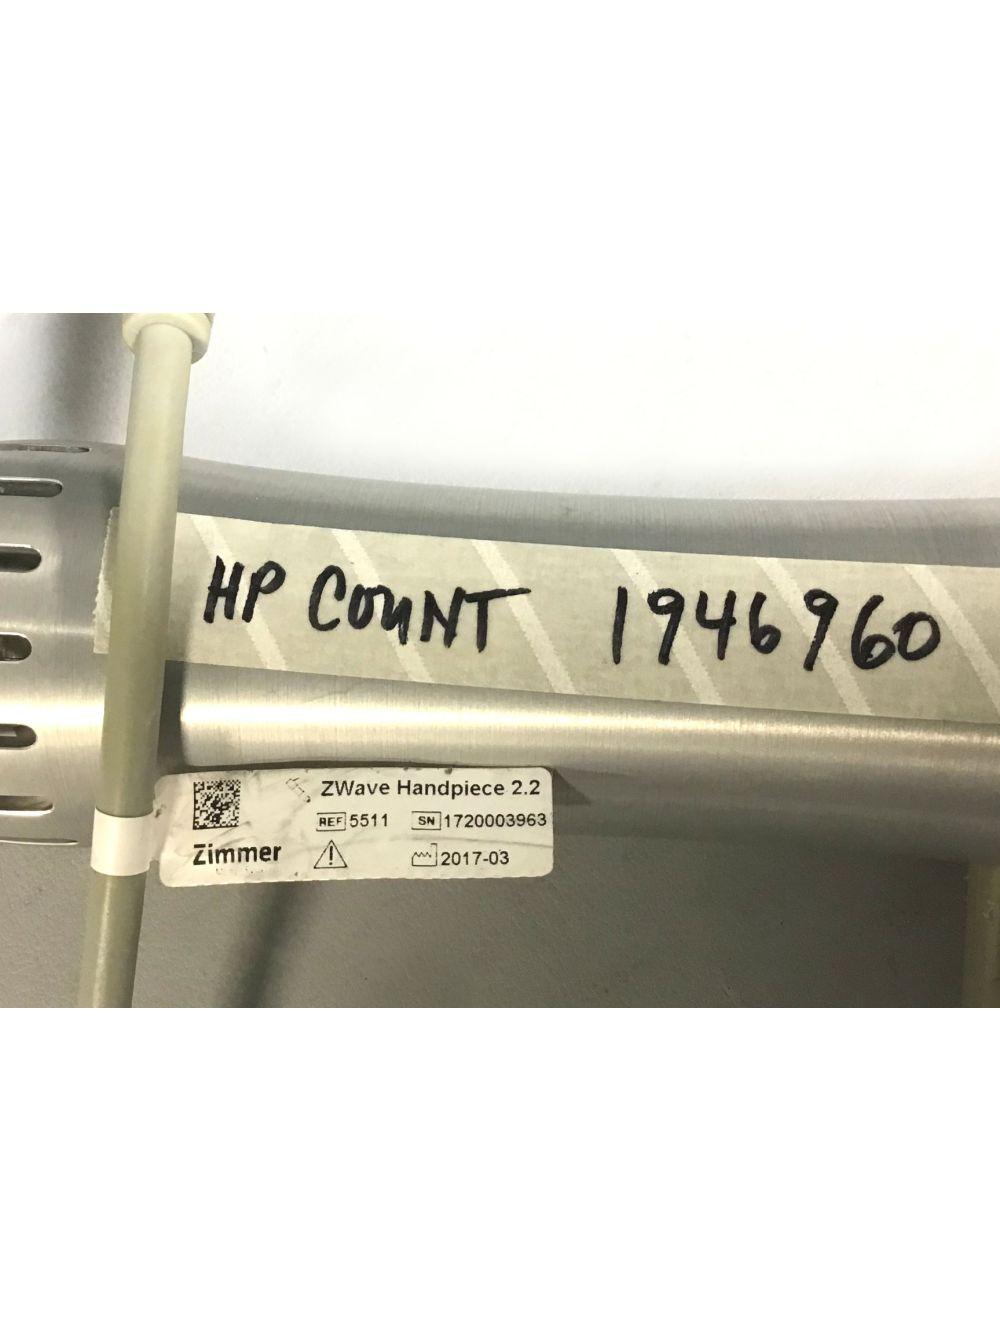 HP COUNT 1946960
ZWave Handpiece 2.2
REF 5511 SN 1720003963
Zimmer 2017-03